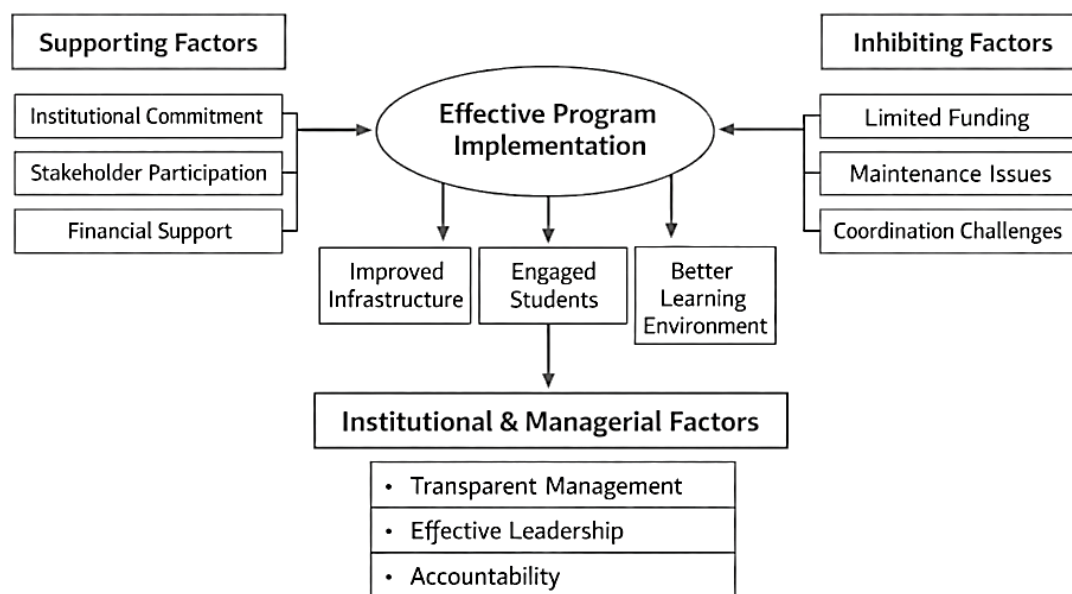 Supporting Factors
Institutional Commitment
Stakeholder Participation
Financial Support
Effective Program
Implementation
Inhibiting Factors
Limited Funding
Maintenance Issues
Coordination Challenges
Improved
Infrastructure
Engaged
Students
Better
Learning
Environment
Institutional & Managerial Factors
• Transparent Management
• Effective Leadership
• Accountability